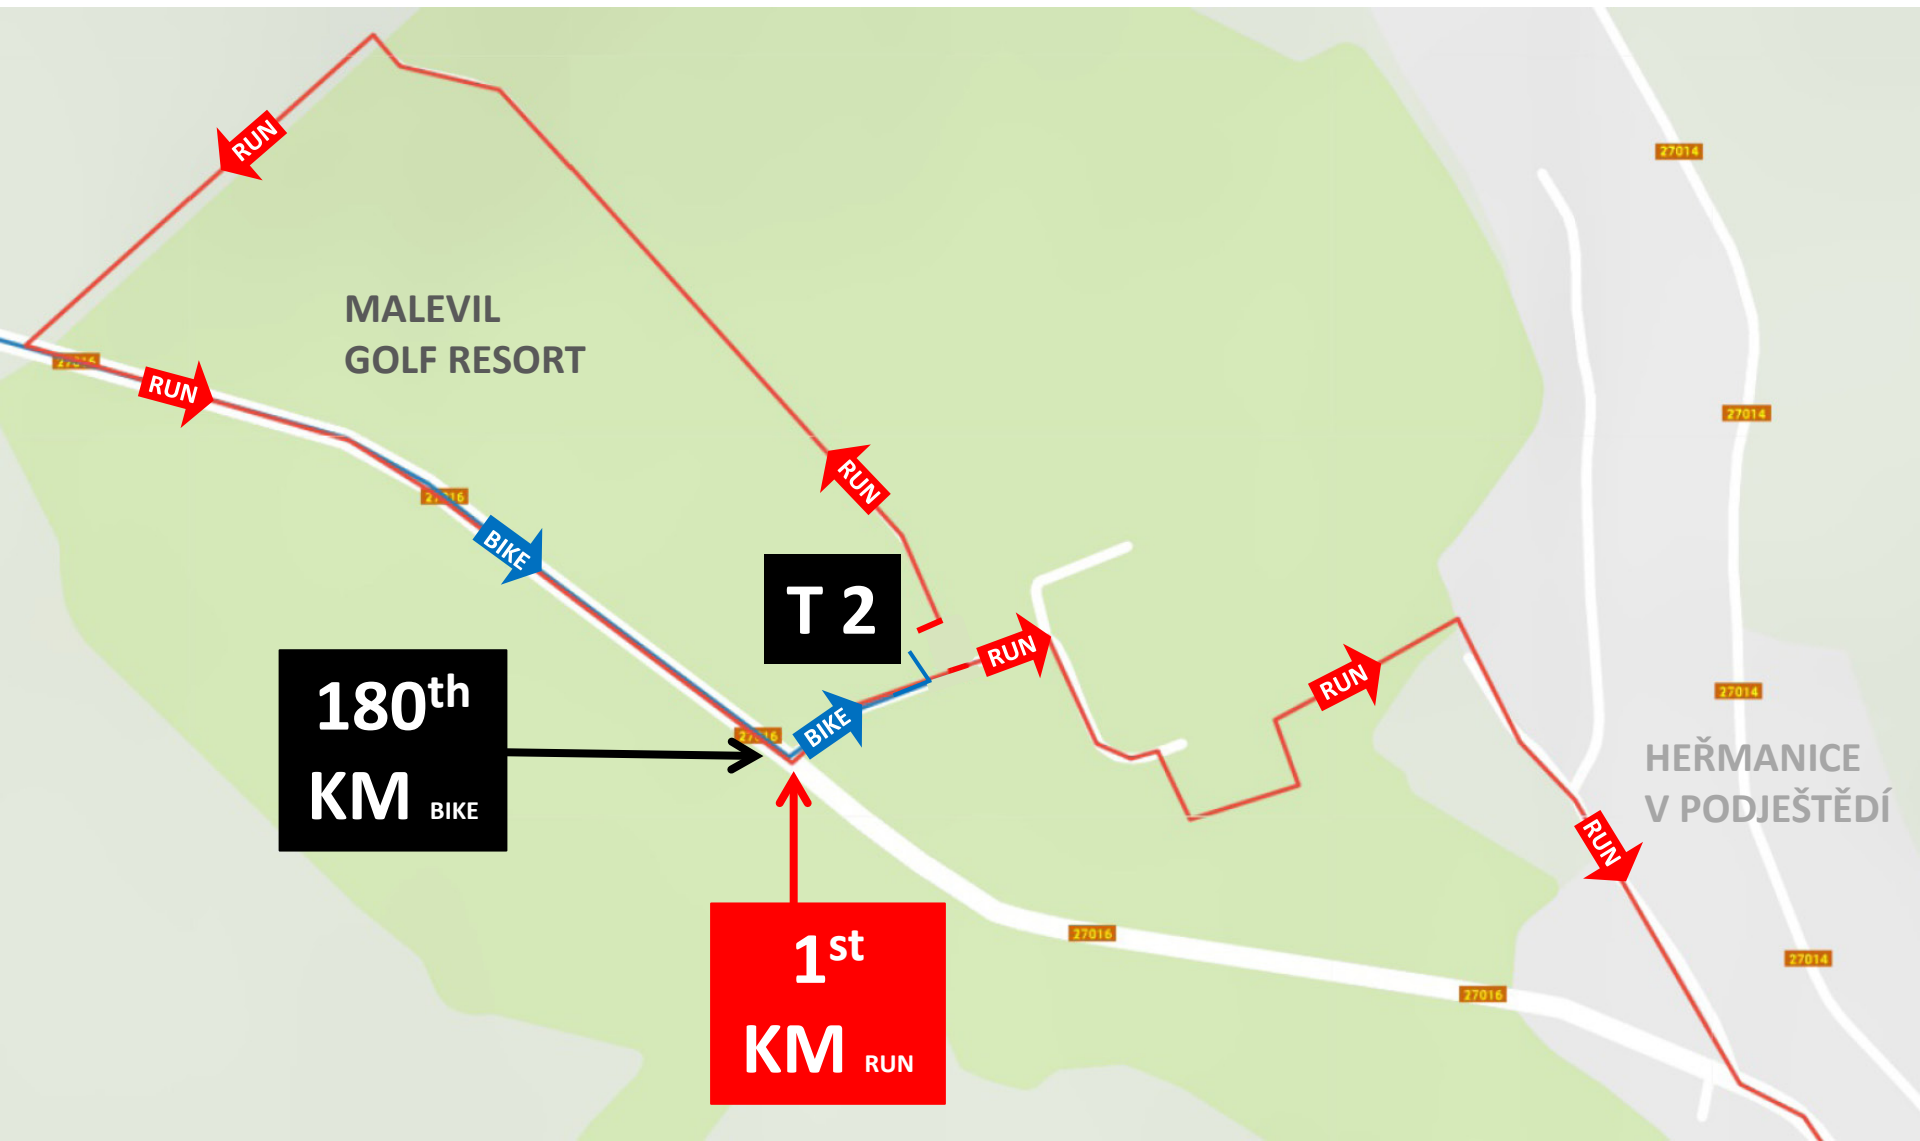 27014
RUN
MALEVIL
GOLF RESORT
RUN
27014
RUN
27016
BIKE
T 2
RUN
RUN
180th
KM BIKE
BIKE
27014
HEŘMANICE
V PODJEŠTĚDÍ
RUN
1st
KM RUN
27016
27014
27016